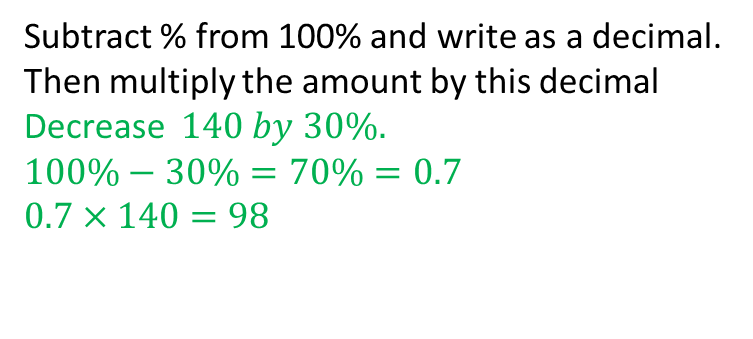 Subtract % from 100% and write as a decimal.
Then multiply the amount by this decimal
Decrease 140 by 30%.
100% − 30% = 70% = 0.7
0.7 × 140 = 98